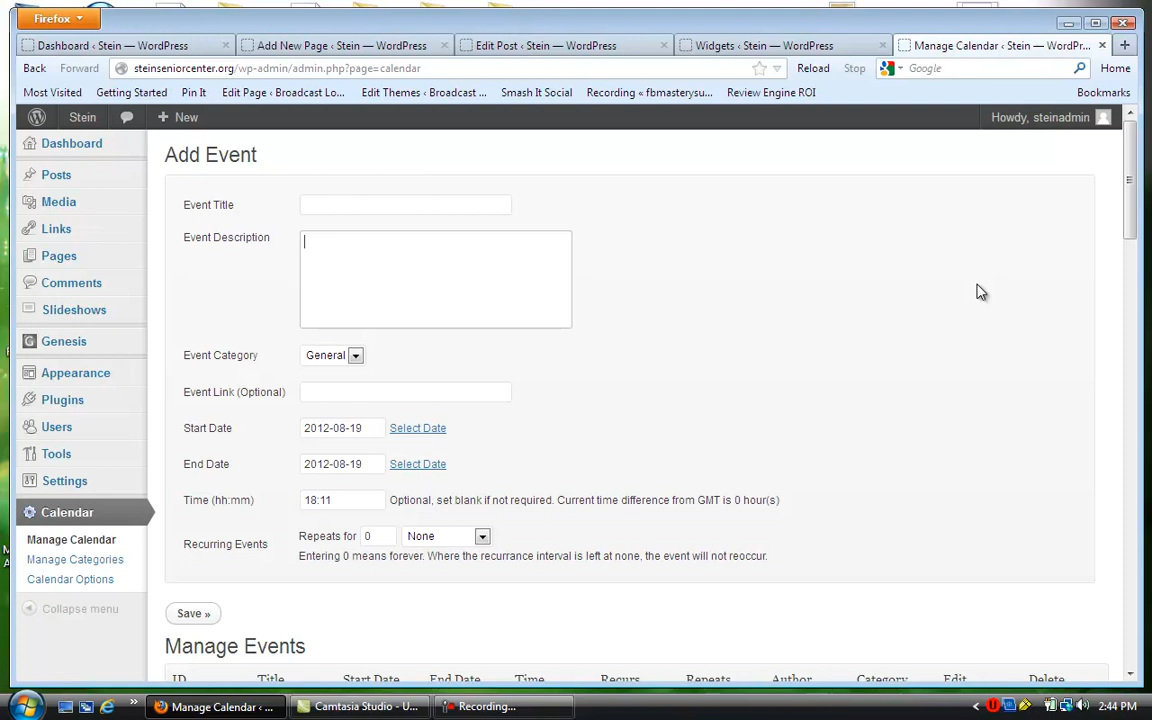 Firefox
Dashboard ‹ Stein — WordPress
Add New Page ‹ Stein — WordPress
Edit Post ‹ Stein — WordPress
Widgets ‹ Stein — WordPress
Manage Calendar ‹ Stein — WordPr...
Back
Forward
steinseniorcenter.org/wp-admin/admin.php?page=calendar
Reload
Stop
Google
Home
Most Visited
Getting Started
Pin It
Edit Page ‹ Broadcast Lo...
Edit Themes ‹ Broadcast ...
Smash It Social
Recording « fbmasterysu...
Review Engine ROI
Bookmarks
Stein
+ New
Howdy, steinadmin
Dashboard
Posts
Media
Links
Pages
Comments
Slideshows
Genesis
Appearance
Plugins
Users
Tools
Settings
Calendar
Manage Calendar
Manage Categories
Calendar Options
Collapse menu
Add Event
Event Title
Event Description
Event Category
General
Event Link (Optional)
Start Date
2012-08-19
Select Date
End Date
2012-08-19
Select Date
Time (hh:mm)
18:11
Optional, set blank if not required. Current time difference from GMT is 0 hour(s)
Recurring Events
Repeats for
0
None
Entering 0 means forever. Where the recurrance interval is left at none, the event will not reoccur.
Save »
Manage Events
ID
Title
Start Date
End Date
Time
Recurs
Repeats
Author
Category
Edit
Delete
Manage Calendar ‹ ...
Camtasia Studio - U...
Recording...
2:44 PM